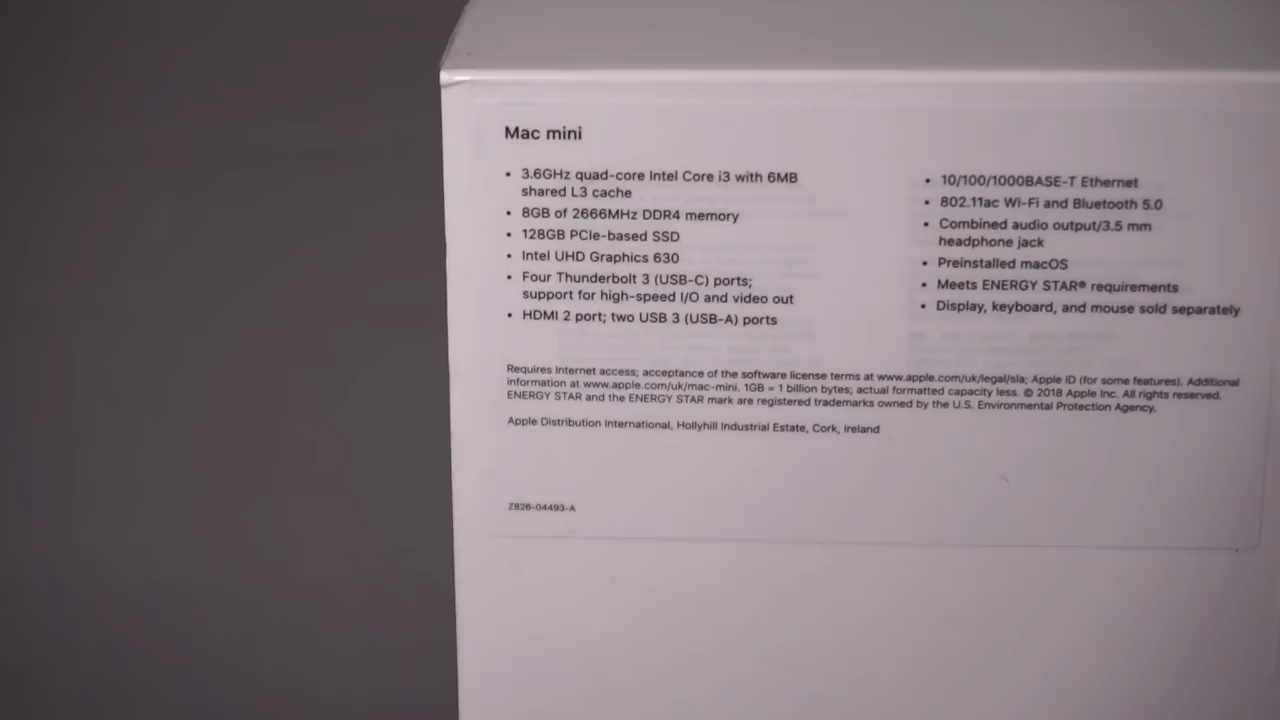 Mac mini
• 3.6GHz quad-core Intel Core i3 with 6MB
shared L3 cache
• 8GB of 2666MHz DDR4 memory
• 128GB PCIe-based SSD
• Intel UHD Graphics 630
• Four Thunderbolt 3 (USB-C) ports;
support for high-speed I/O and video out
• HDMI 2 port; two USB 3 (USB-A) ports
• 10/100/1000BASE-T Ethernet
• 802.11ac Wi-Fi and Bluetooth 5.0
• Combined audio output/3.5 mm
headphone jack
• Preinstalled macOS
• Meets ENERGY STAR® requirements
• Display, keyboard, and mouse sold separately
Requires Internet access; acceptance of the software license terms at www.apple.com/uk/legal/sla; Apple ID (for some features). Additional
information at www.apple.com/uk/mac-mini. 1GB = 1 billion bytes; actual formatted capacity less. © 2018 Apple Inc. All rights reserved.
ENERGY STAR and the ENERGY STAR mark are registered trademarks owned by the U.S. Environmental Protection Agency.
Apple Distribution International, Hollyhill Industrial Estate, Cork, Ireland
Z826-04493-A